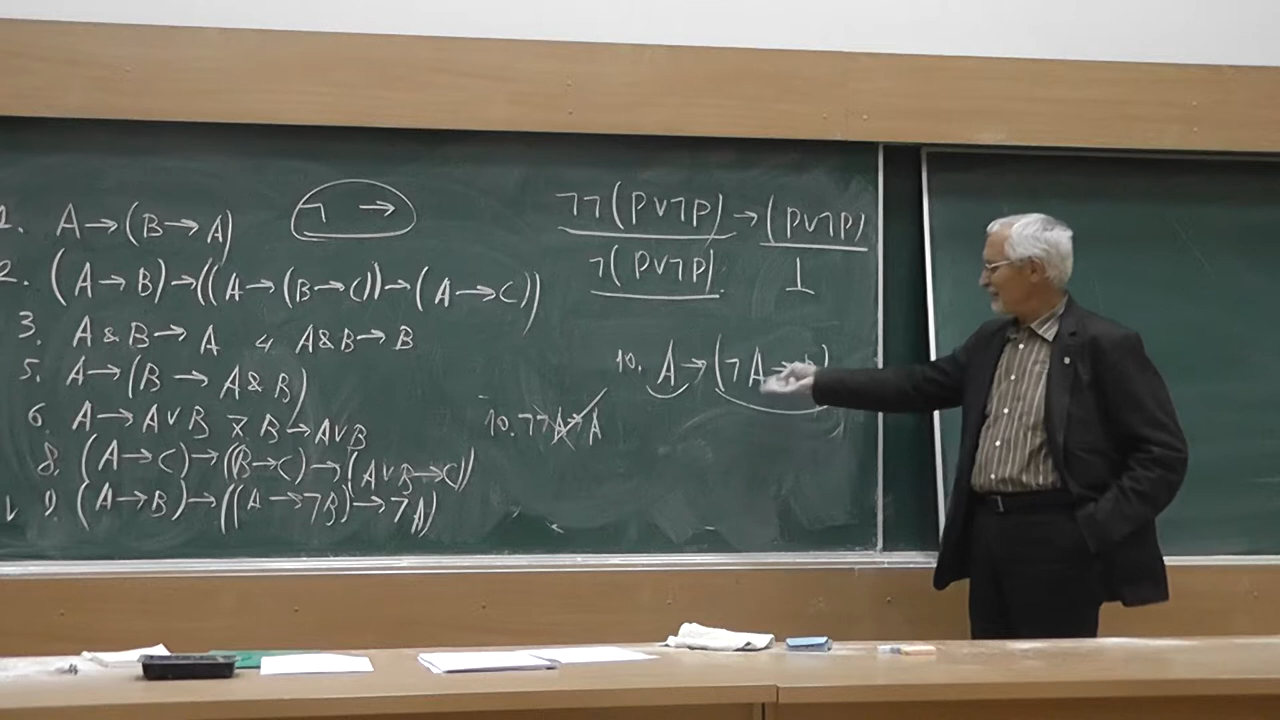 1. A→(B→A)
2. (A→B)→((A→(B→C))→(A→C))
3. A&B→A 4 A&B→B
5. A→(B→A&B)
6. A→A∨B 7. B→A∨B
8. (A→C)→((B→C)→(A∨B→C))
9. (A→B)→((A→¬B)→¬A)
¬ →
10. ¬¬A→A
¬¬(P∨¬P)→(P∨¬P)
¬(P∨¬P) ⊥
10. A→(¬A→